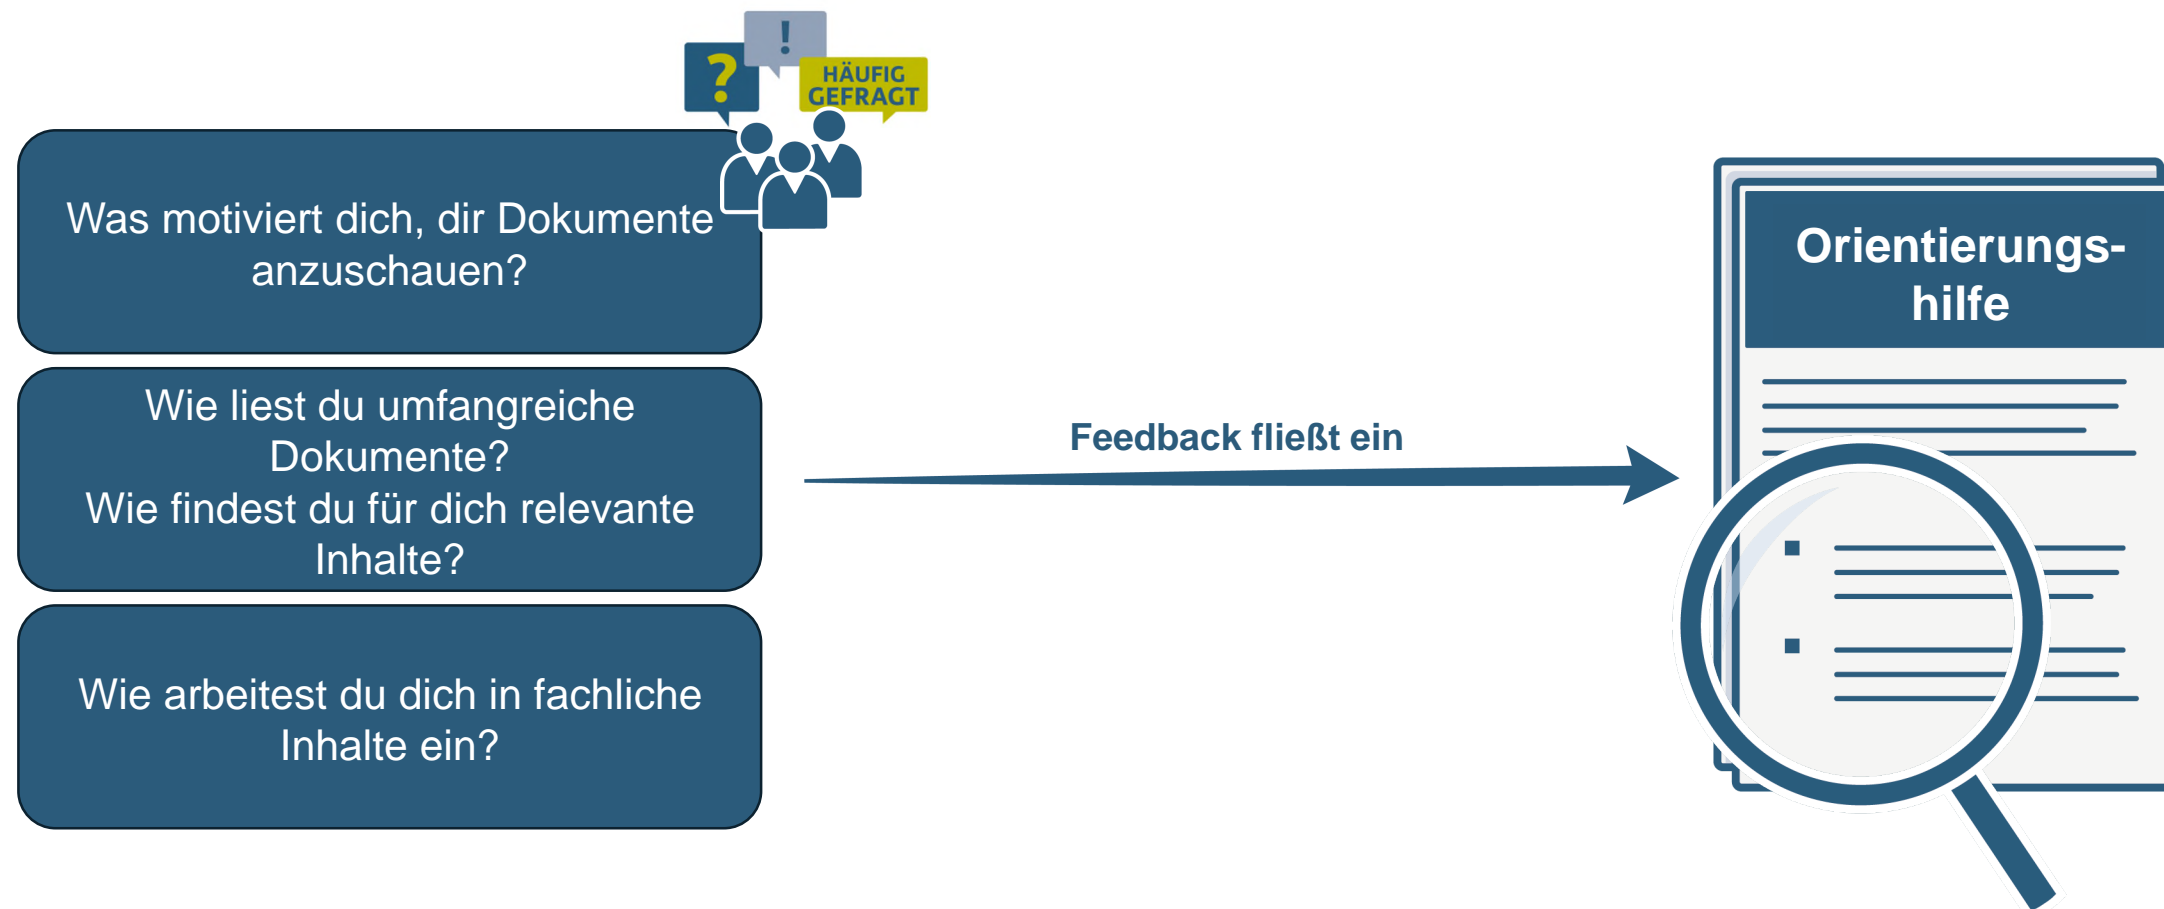 ?
!
HÄUFIG
GEFRAGT
Was motiviert dich, dir Dokumente
anzuschauen?
Wie liest du umfangreiche
Dokumente?
Wie findest du für dich relevante
Inhalte?
Wie arbeitest du dich in fachliche
Inhalte ein?
Feedback fließt ein
Orientierungs-
hilfe